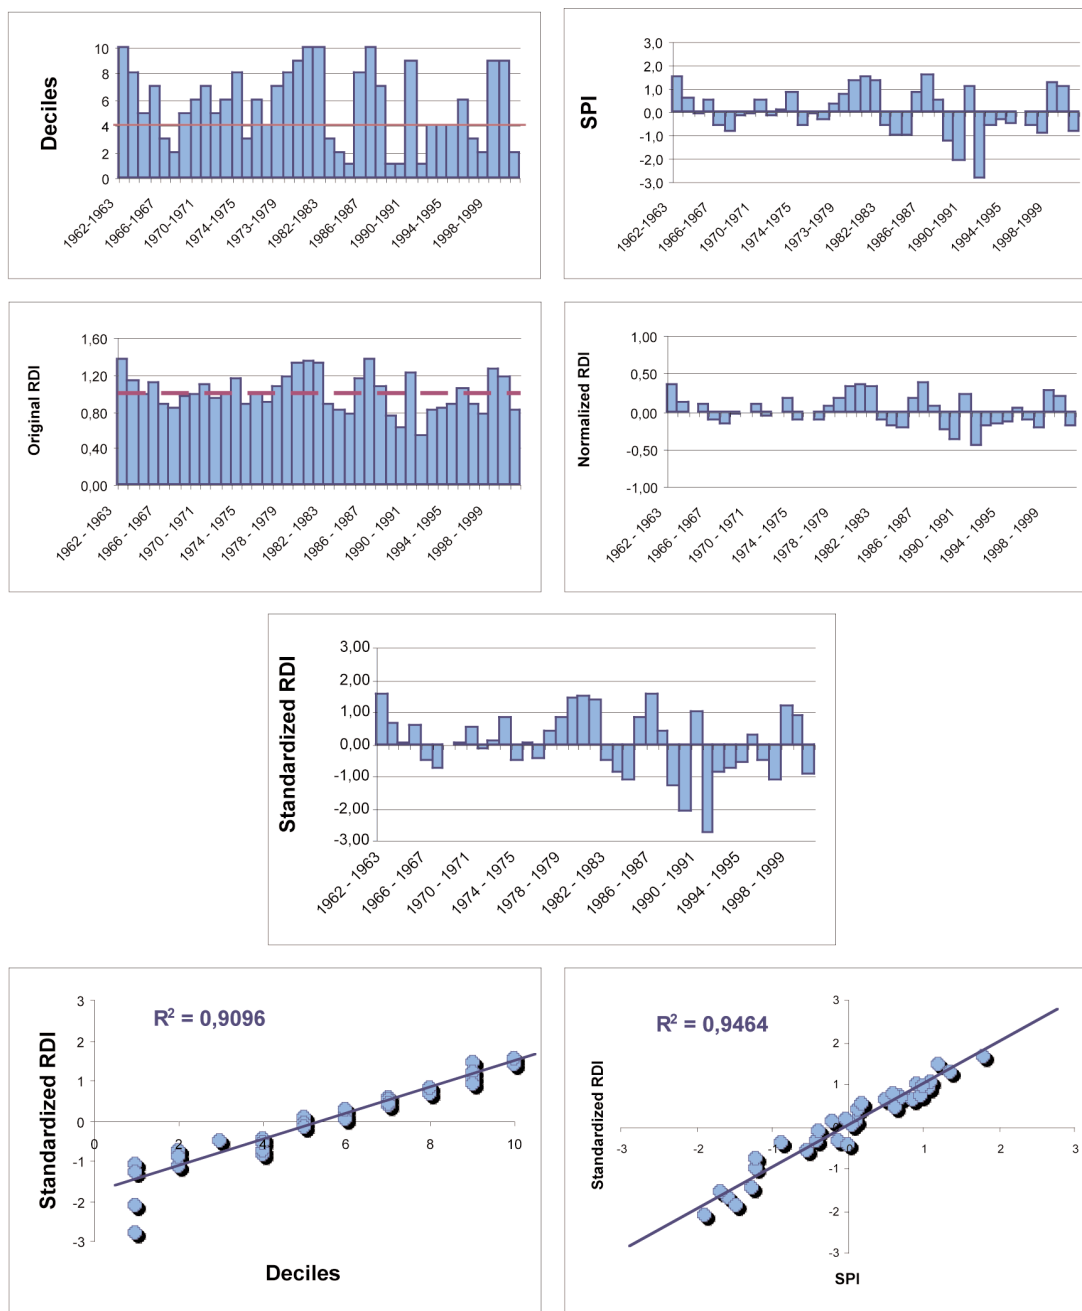 Deciles
10
8
6
4
2
0
1962-1963
1966-1967
1970-1971
1974-1975
1973-1979
1982-1983
1986-1987
1990-1991
1994-1995
1998-1999
SPI
3,0
2,0
1,0
0,0
-1,0
-2,0
-3,0
1962-1963
1966-1967
1970-1971
1974-1975
1973-1979
1982-1983
1986-1987
1990-1991
1994-1995
1998-1999
Original RDI
1,60
1,20
0,80
0,40
0,00
1962 - 1963
1966 - 1967
1970 - 1971
1974 - 1975
1978 - 1979
1982 - 1983
1986 - 1987
1990 - 1991
1994 - 1995
1998 - 1999
Normalized RDI
1,00
0,50
0,00
-0,50
-1,00
1962 - 1963
1966 - 1967
1970 - 1971
1974 - 1975
1978 - 1979
1982 - 1983
1986 - 1987
1990 - 1991
1994 - 1995
1998 - 1999
Standardized RDI
3,00
2,00
1,00
0,00
-1,00
-2,00
-3,00
1962 - 1963
1966 - 1967
1970 - 1971
1974 - 1975
1978 - 1979
1982 - 1983
1986 - 1987
1990 - 1991
1994 - 1995
1998 - 1999
Standardized RDI
R² = 0,9096
3
2
1
0
-1
-2
-3
0 2 4 6 8 10
Deciles
Standardized RDI
R² = 0,9464
3
2
1
0
-1
-2
-3
-3 -2 -1 0 1 2 3
SPI